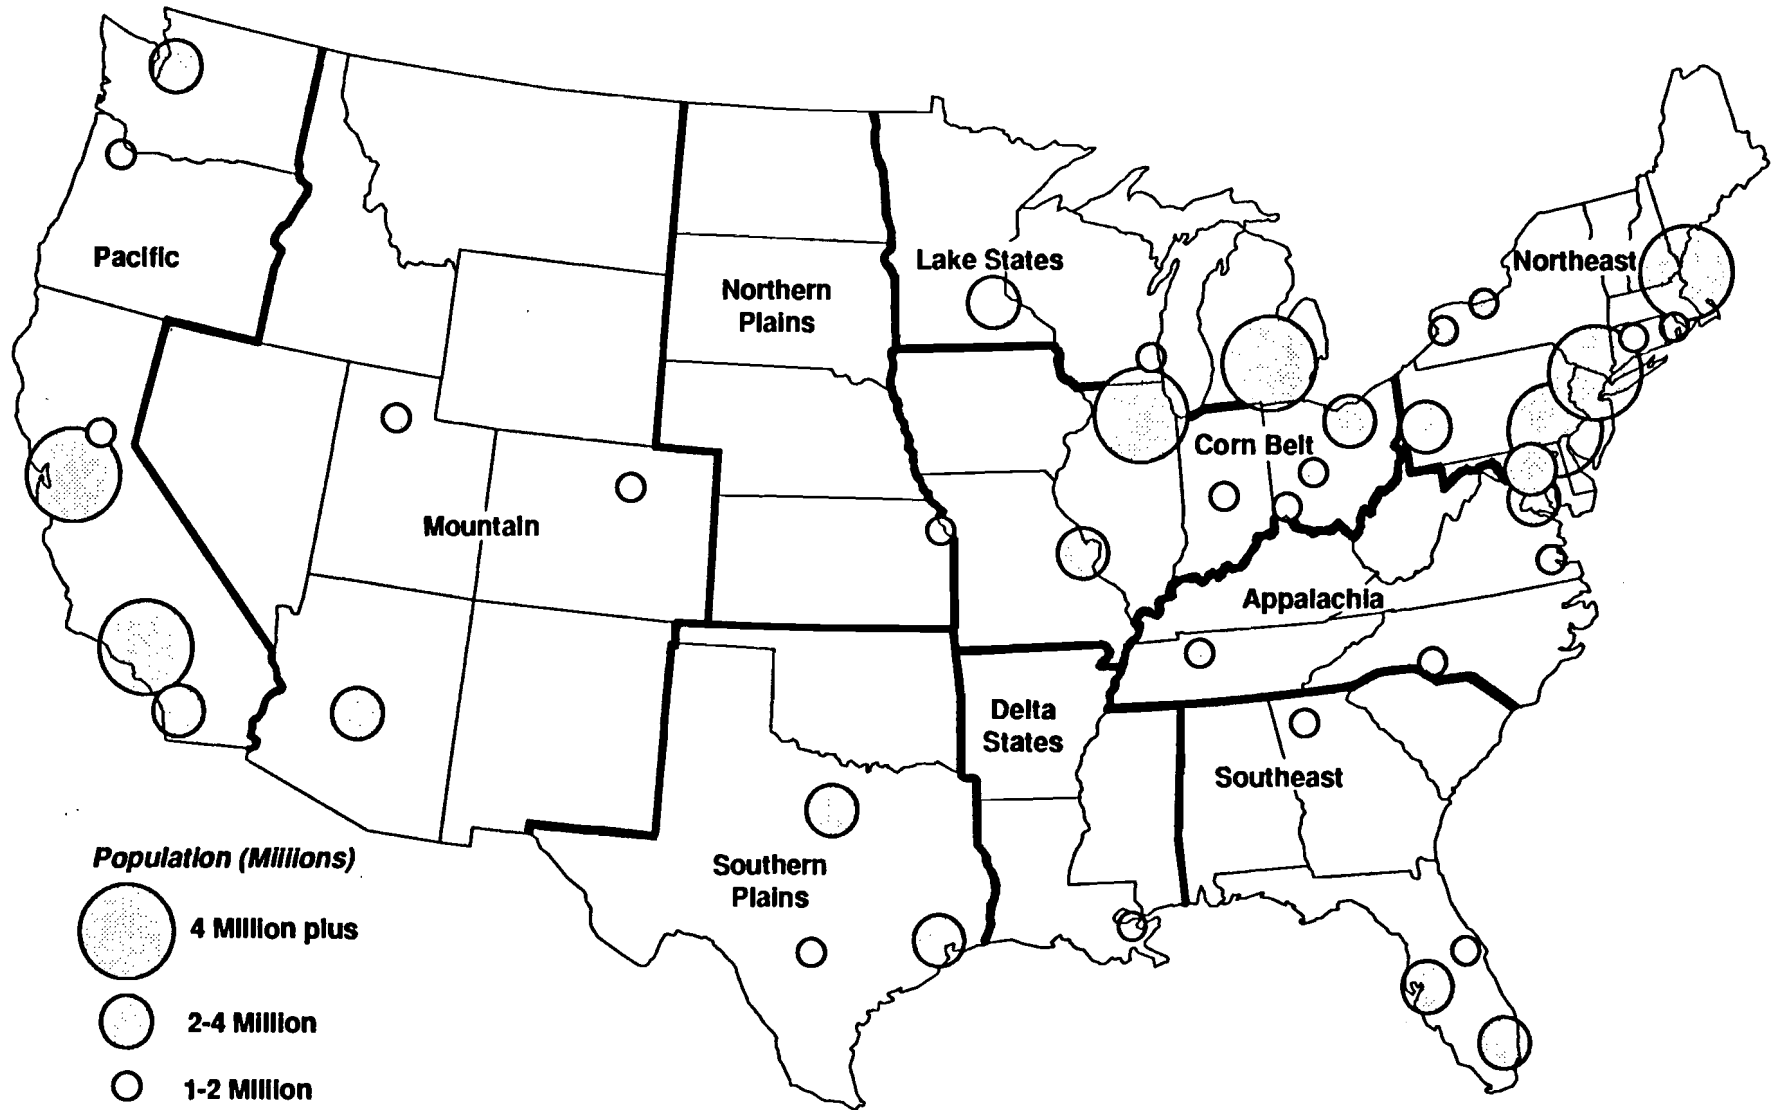 Pacific
Lake States
Northeast
Northern
Plains
Corn Belt
Mountain
Appalachia
Delta
States
Southeast
Southern
Plains
Population (Millions)
4 Million plus
2-4 Million
1-2 Million